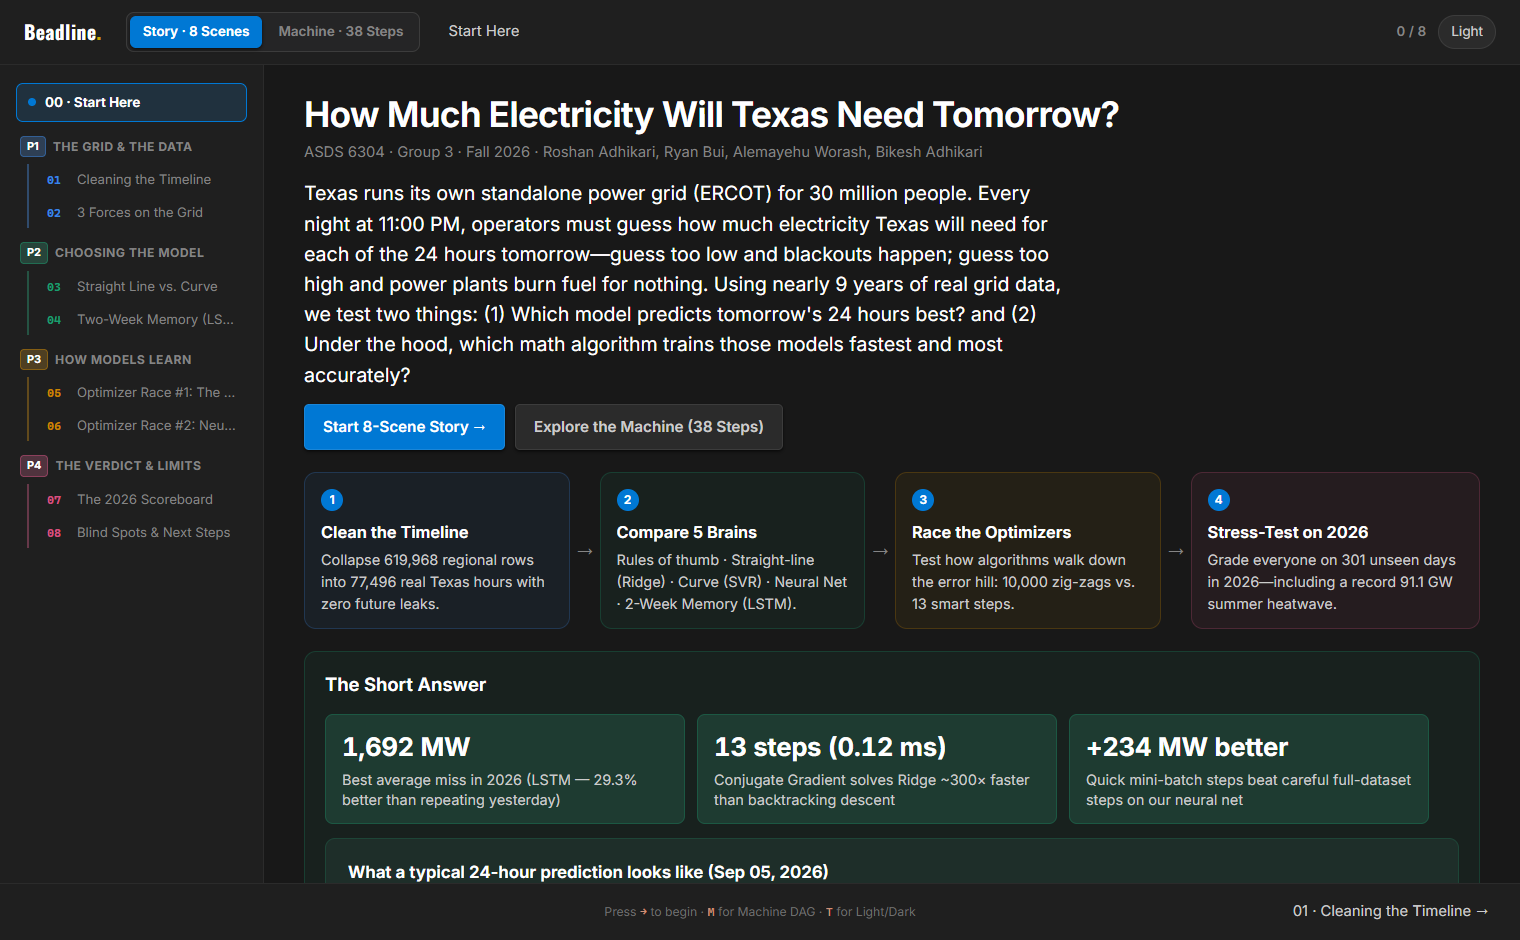 Beadline.
Story · 8 Scenes
Machine · 38 Steps
Start Here
0 / 8
Light
00 · Start Here
P1 THE GRID & THE DATA
01 Cleaning the Timeline
02 3 Forces on the Grid
P2 CHOOSING THE MODEL
03 Straight Line vs. Curve
04 Two-Week Memory (LS...
P3 HOW MODELS LEARN
05 Optimizer Race #1: The ...
06 Optimizer Race #2: Neu...
P4 THE VERDICT & LIMITS
07 The 2026 Scoreboard
08 Blind Spots & Next Steps
How Much Electricity Will Texas Need Tomorrow?
ASDS 6304 · Group 3 · Fall 2026 · Roshan Adhikari, Ryan Bui, Alemayehu Worash, Bikesh Adhikari
Texas runs its own standalone power grid (ERCOT) for 30 million people. Every
night at 11:00 PM, operators must guess how much electricity Texas will need for
each of the 24 hours tomorrow—guess too low and blackouts happen; guess too
high and power plants burn fuel for nothing. Using nearly 9 years of real grid data,
we test two things: (1) Which model predicts tomorrow's 24 hours best? and (2)
Under the hood, which math algorithm trains those models fastest and most
accurately?
Start 8-Scene Story →
Explore the Machine (38 Steps)
1
Clean the Timeline
Collapse 619,968 regional rows
into 77,496 real Texas hours with
zero future leaks.
→
2
Compare 5 Brains
Rules of thumb · Straight-line
(Ridge) · Curve (SVR) · Neural Net
· 2-Week Memory (LSTM).
→
3
Race the Optimizers
Test how algorithms walk down
the error hill: 10,000 zig-zags vs.
13 smart steps.
→
4
Stress-Test on 2026
Grade everyone on 301 unseen days
in 2026—including a record 91.1 GW
summer heatwave.
The Short Answer
1,692 MW
Best average miss in 2026 (LSTM — 29.3%
better than repeating yesterday)
13 steps (0.12 ms)
Conjugate Gradient solves Ridge ~300× faster
than backtracking descent
+234 MW better
Quick mini-batch steps beat careful full-dataset
steps on our neural net
What a typical 24-hour prediction looks like (Sep 05, 2026)
Press → to begin · M for Machine DAG · T for Light/Dark
01 · Cleaning the Timeline →